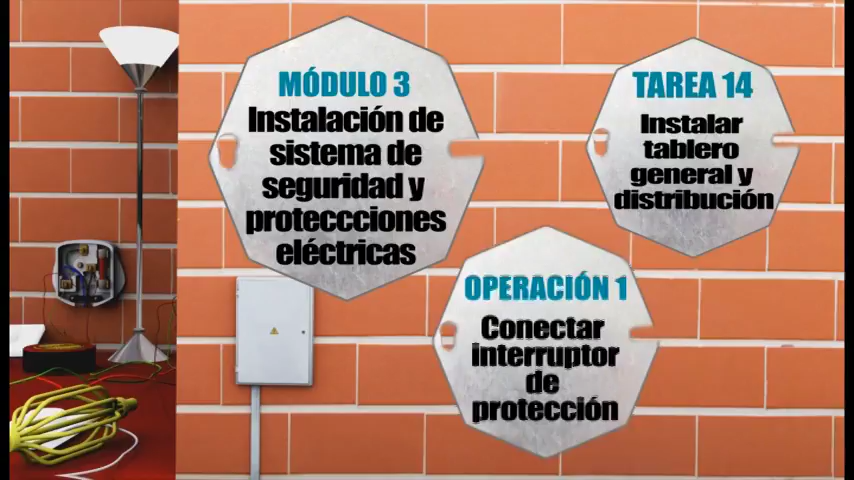 MÓDULO 3
Instalación de
sistema de
seguridad y
proteccciones
eléctricas
TAREA 14
Instalar
tablero
general y
distribución
OPERACIÓN 1
Conectar
interruptor
de
protección